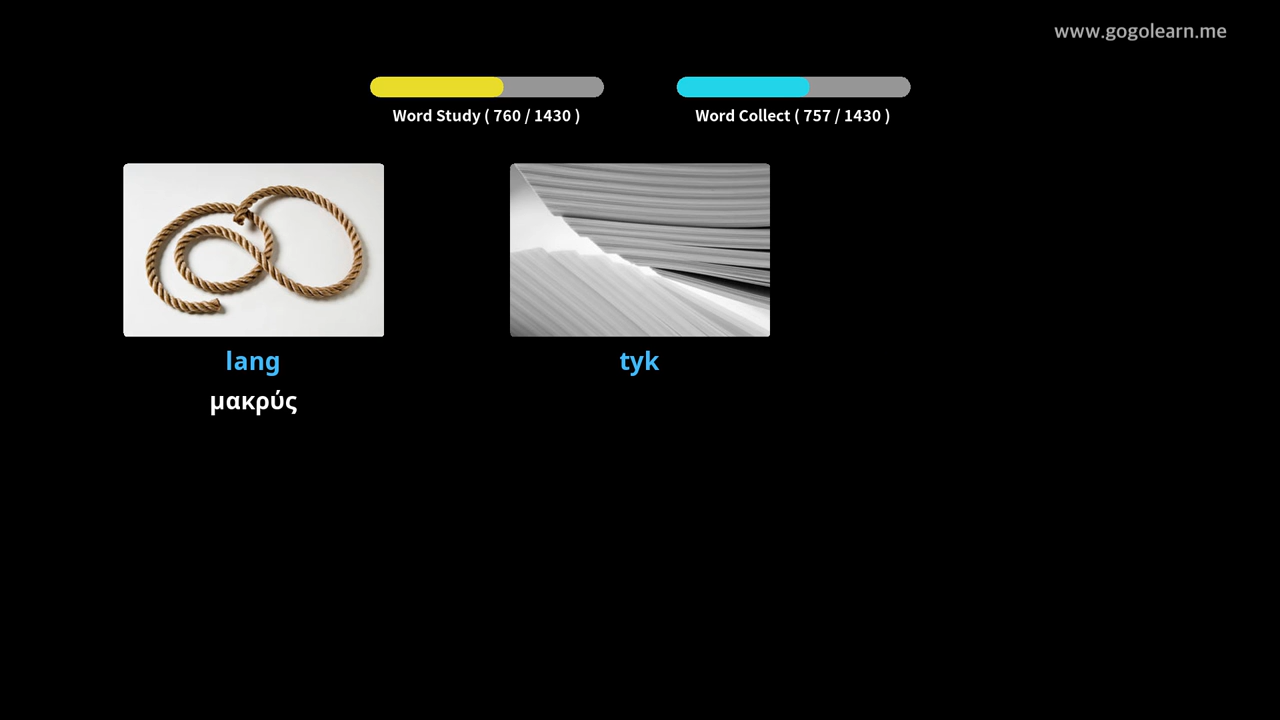 www.gogolearn.me
Word Study ( 760 / 1430 )
Word Collect ( 757 / 1430 )
lang
tyk
μακρύς